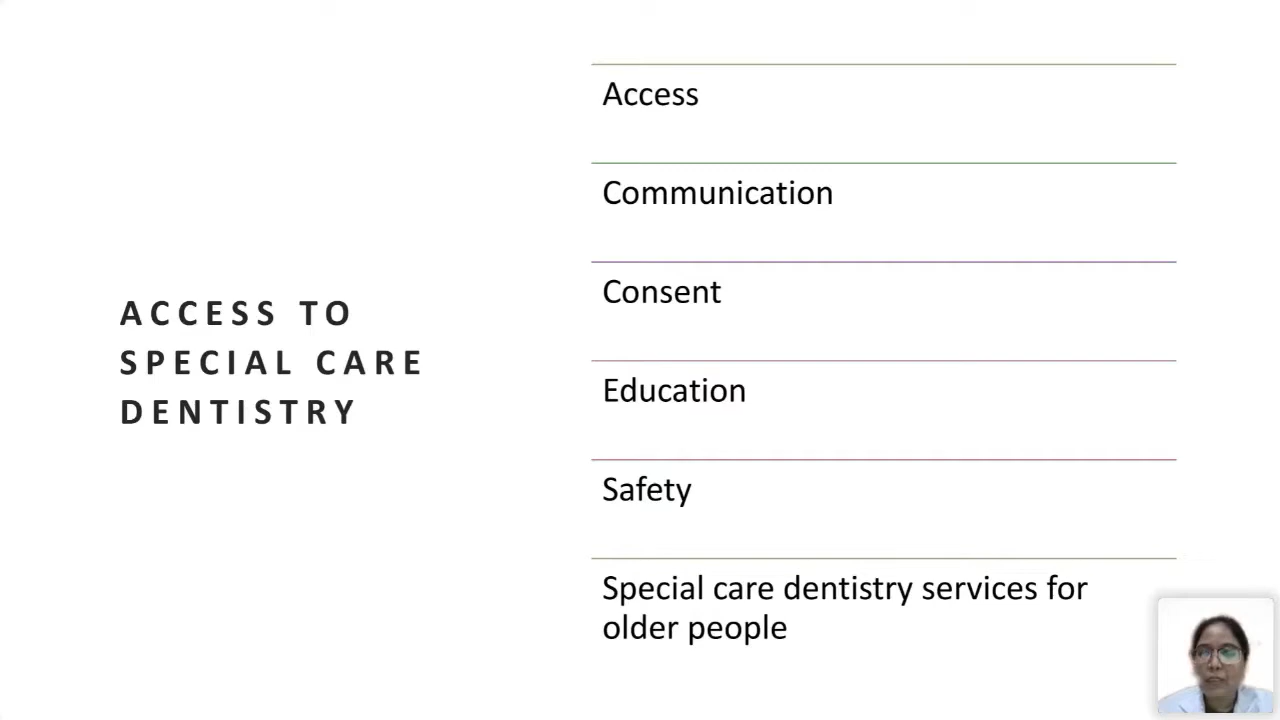 ACCESS TO
SPECIAL CARE
DENTISTRY
Access
Communication
Consent
Education
Safety
Special care dentistry services for
older people